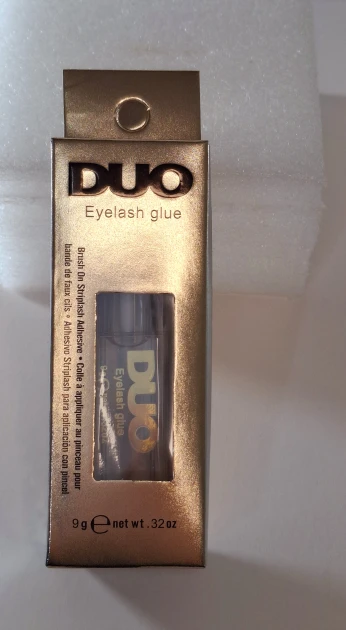 DUO
Eyelash glue
Brush On Striplash Adhesive • Colle à appliquer au pinceau pour
bande de faux cils • Adhesivo Striplash para aplicación con pincel
DUO
Eyelash glue
9 g ℮ net wt .32 oz